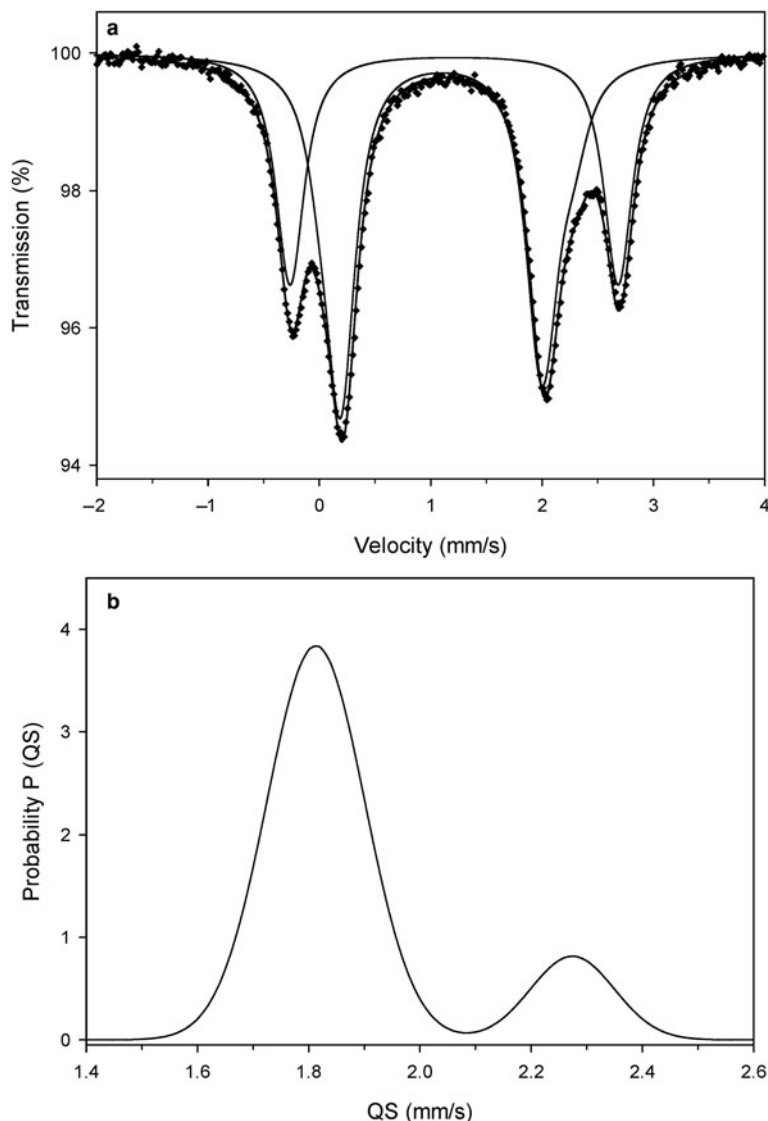 a
100
98
96
94
Transmission (%)
–2 –1 0 1 2 3 4
Velocity (mm/s)
b
4
3
2
1
0
Probability P (QS)
1.4 1.6 1.8 2.0 2.2 2.4 2.6
QS (mm/s)